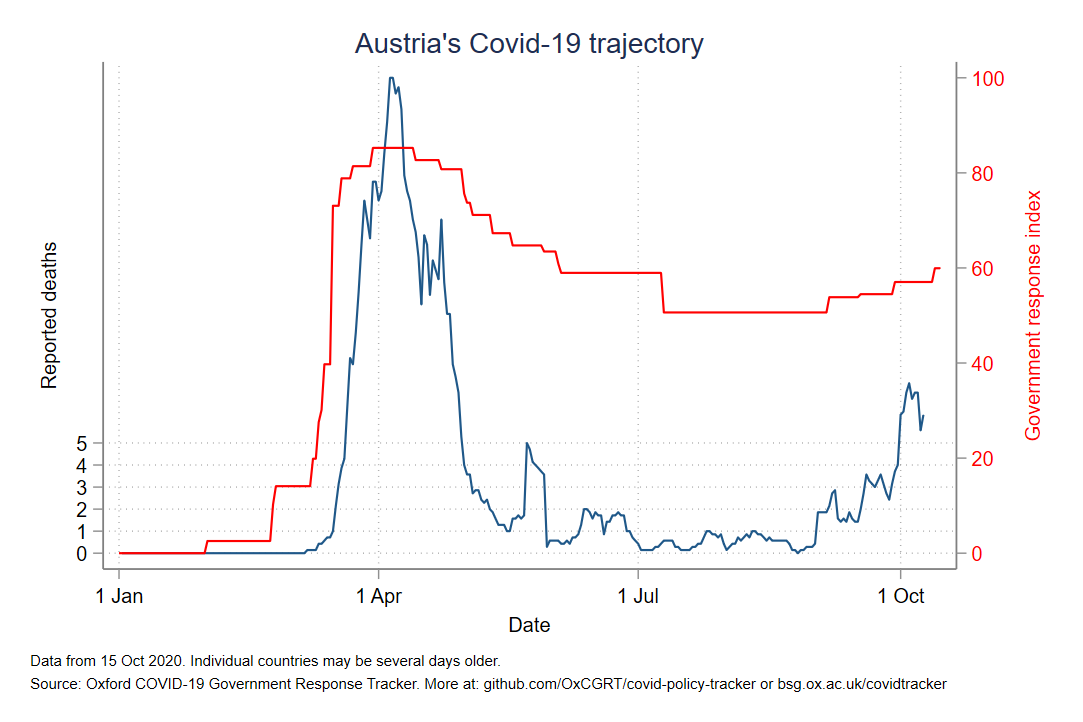 Austria's Covid-19 trajectory
Reported deaths
5
4
3
2
1
0
100
80
60
40
20
0
Government response index
1 Jan
1 Apr
1 Jul
1 Oct
Date
Data from 15 Oct 2020. Individual countries may be several days older.
Source: Oxford COVID-19 Government Response Tracker. More at: github.com/OxCGRT/covid-policy-tracker or bsg.ox.ac.uk/covidtracker